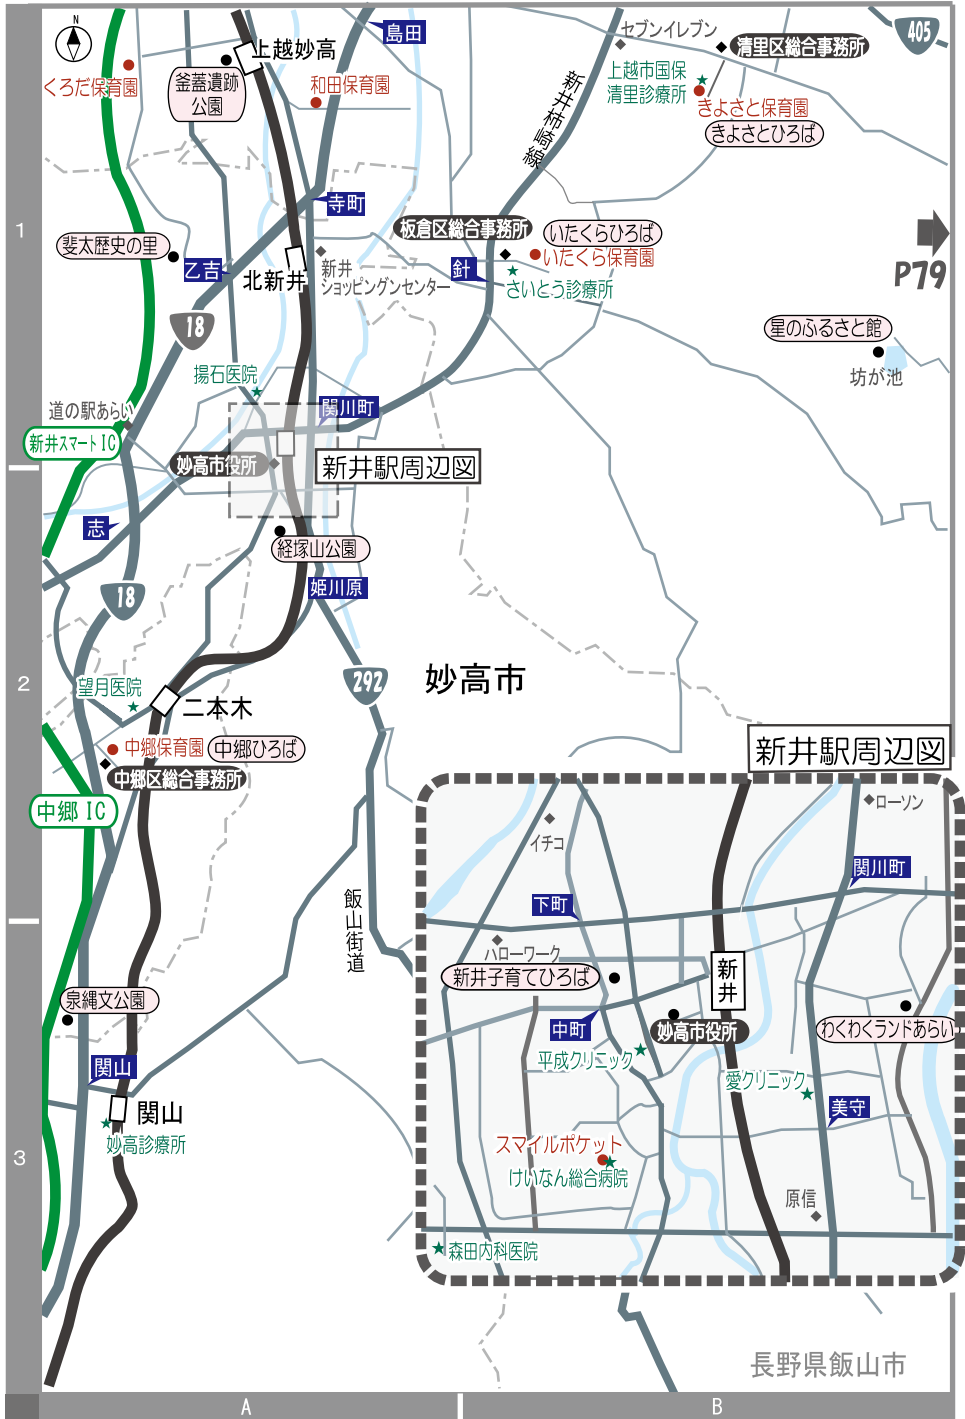 N
島田
セブンイレブン
清里区総合事務所
405
上越妙高
くろだ保育園
釜蓋遺跡
公園
和田保育園
新井柿崎線
上越市国保
清里診療所
きよさと保育園
きよさとひろば
1
寺町
板倉区総合事務所
いたくらひろば
斐太歴史の里
乙吉
北新井
新井
ショッピングンセンター
針
いたくら保育園
さいとう診療所
P79
18
星のふるさと館
坊が池
揚石医院
道の駅あらい
関川町
新井スマートIC
妙高市役所
新井駅周辺図
志
経塚山公園
姫川原
18
2
292
妙高市
望月医院
二本木
中郷保育園
中郷ひろば
中郷区総合事務所
新井駅周辺図
中郷 IC
ローソン
イチコ
関川町
飯山街道
下町
ハローワーク
新井子育てひろば
新井
泉縄文公園
中町
妙高市役所
わくわくランドあらい
平成クリニック
関山
愛クリニック
関山
美守
妙高診療所
3
スマイルポケット
けいなん総合病院
原信
森田内科医院
長野県飯山市
A
B